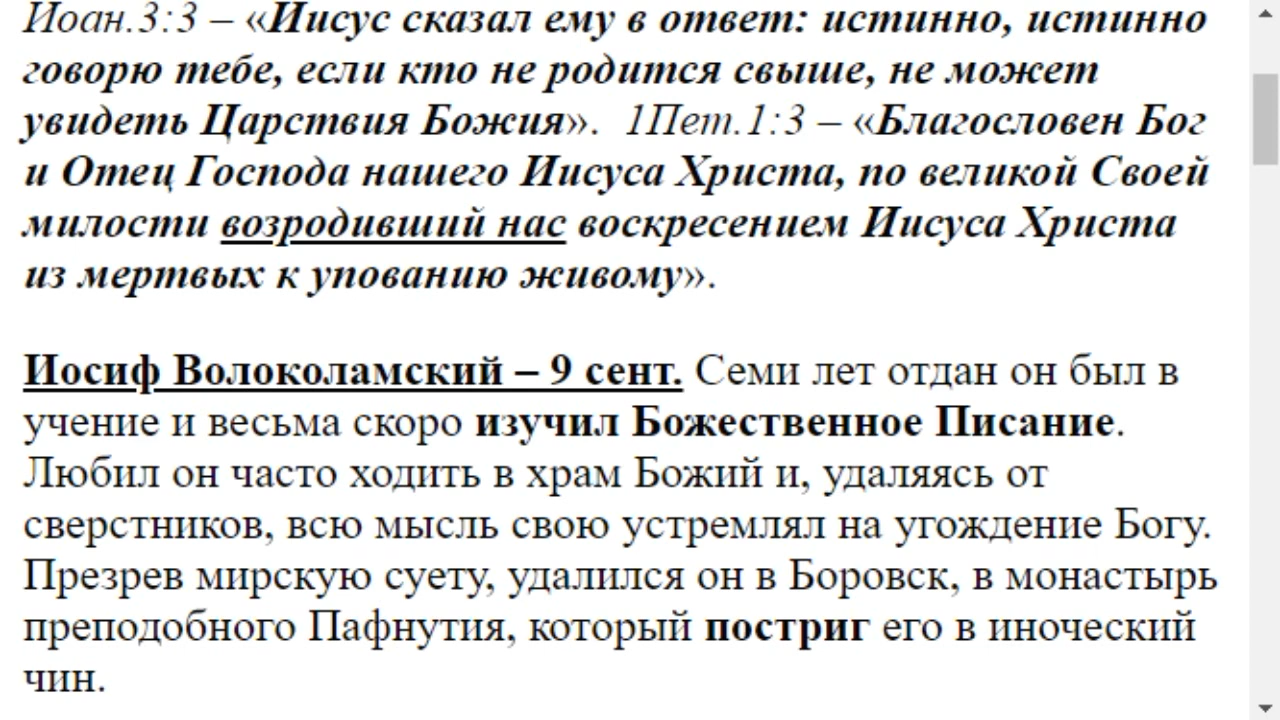 Иоан.3:3 – «Иисус сказал ему в ответ: истинно, истинно
говорю тебе, если кто не родится свыше, не может
увидеть Царствия Божия». 1Пет.1:3 – «Благословен Бог
и Отец Господа нашего Иисуса Христа, по великой Своей
милости возродивший нас воскресением Иисуса Христа
из мертвых к упованию живому».
Иосиф Волоколамский – 9 сент. Семи лет отдан он был в
учение и весьма скоро изучил Божественное Писание.
Любил он часто ходить в храм Божий и, удаляясь от
сверстников, всю мысль свою устремлял на угождение Богу.
Презрев мирскую суету, удалился он в Боровск, в монастырь
преподобного Пафнутия, который постриг его в иноческий
чин.